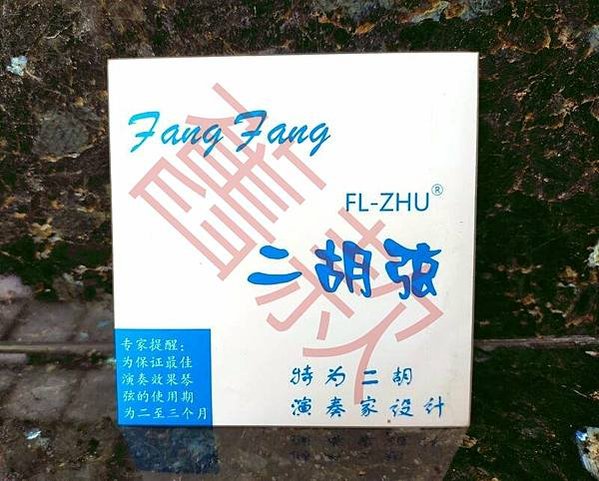 Fang Fang
FL-ZHU®
二胡弦
专家提醒：
为保证最佳
演奏效果琴
弦的使用期
为二至三个月
特为二胡
演奏家设计